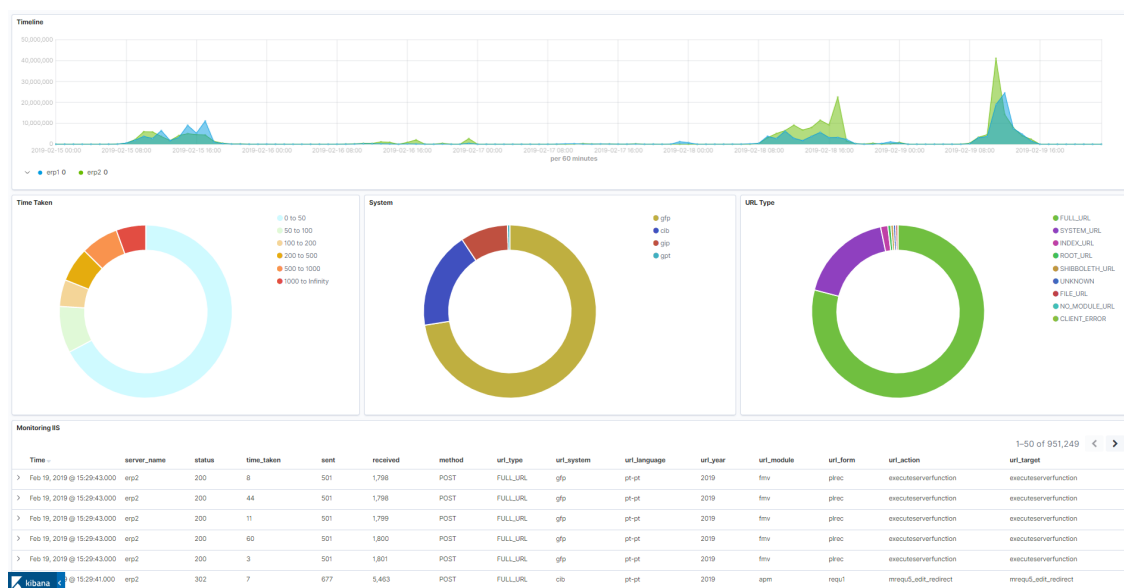 Timeline
50,000,000
40,000,000
30,000,000
20,000,000
10,000,000
0
2019-02-15 00:00 2019-02-15 08:00 2019-02-15 16:00 2019-02-16 00:00 2019-02-16 08:00 2019-02-16 16:00 2019-02-17 00:00 2019-02-17 08:00 2019-02-17 16:00 2019-02-18 00:00 2019-02-18 08:00 2019-02-18 16:00 2019-02-19 00:00 2019-02-19 08:00 2019-02-19 16:00
per 60 minutes
erp1 0 erp2 0
Time Taken
0 to 50
50 to 100
100 to 200
200 to 500
500 to 1000
1000 to Infinity
System
gfp
cib
gip
gpt
URL Type
FULL_URL
SYSTEM_URL
INDEX_URL
ROOT_URL
SHIBBOLETH_URL
UNKNOWN
FILE_URL
NO_MODULE_URL
CLIENT_ERROR
Monitoring IIS
1–50 of 951,249
Time server_name status time_taken sent received method url_type url_system url_language url_year url_module url_form url_action url_target
Feb 19, 2019 @ 15:29:43.000 erp2 200 8 501 1,798 POST FULL_URL gfp pt-pt 2019 fmv plrec executeserverfunction executeserverfunction
Feb 19, 2019 @ 15:29:43.000 erp2 200 44 501 1,798 POST FULL_URL gfp pt-pt 2019 fmv plrec executeserverfunction executeserverfunction
Feb 19, 2019 @ 15:29:43.000 erp2 200 11 501 1,799 POST FULL_URL gfp pt-pt 2019 fmv plrec executeserverfunction executeserverfunction
Feb 19, 2019 @ 15:29:43.000 erp2 200 60 501 1,800 POST FULL_URL gfp pt-pt 2019 fmv plrec executeserverfunction executeserverfunction
Feb 19, 2019 @ 15:29:43.000 erp2 200 3 501 1,801 POST FULL_URL gfp pt-pt 2019 fmv plrec executeserverfunction executeserverfunction
9, 2019 @ 15:29:41.000 erp2 302 7 677 5,463 POST FULL_URL cib pt-pt 2019 apm requ1 mrequ5_edit_redirect mrequ5_edit_redirect
kibana